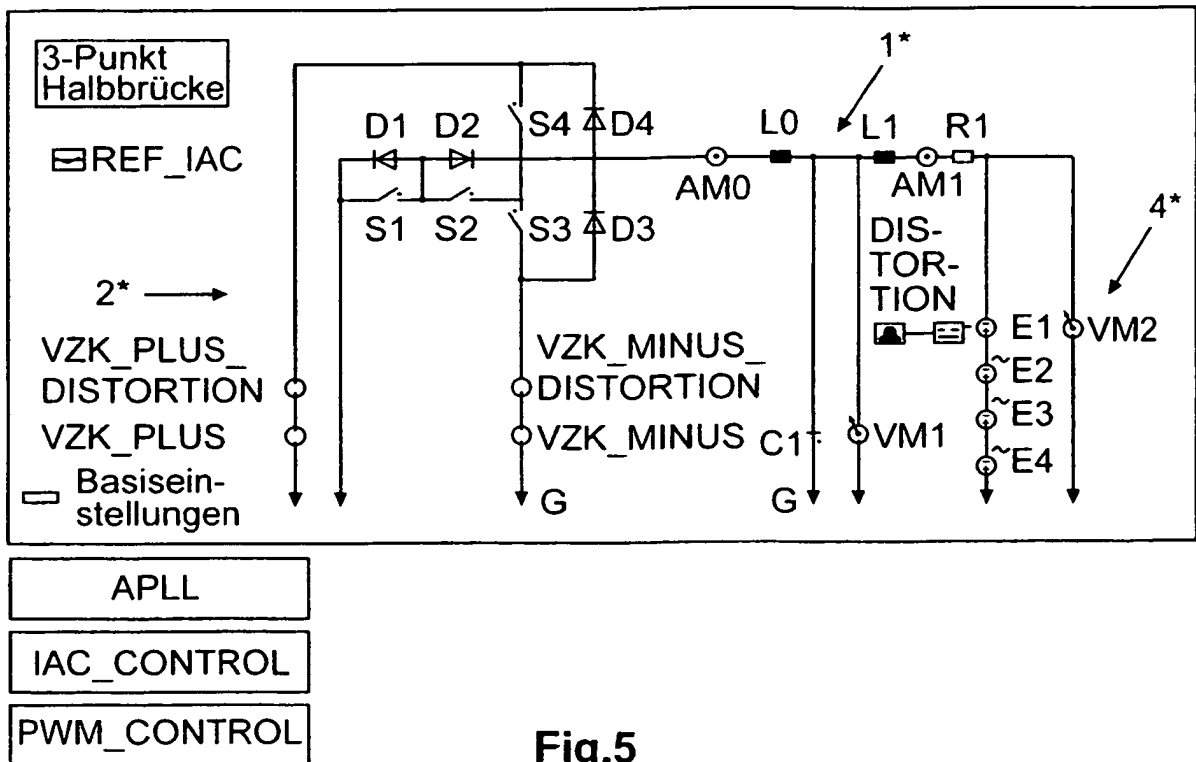 3-Punkt
Halbbrücke
1*
D1
D2
S4
D4
L0
L1
R1
REF_IAC
AM0
AM1
4*
S1
S2
S3
D3
DIS-
TOR-
TION
2*
E1
VM2
VZK_PLUS_
DISTORTION
VZK_MINUS_
DISTORTION
~E2
~E3
VZK_PLUS
VZK_MINUS
C1
VM1
~E4
Basisein-
stellungen
G
G
APLL
IAC_CONTROL
PWM_CONTROL
Fig.5